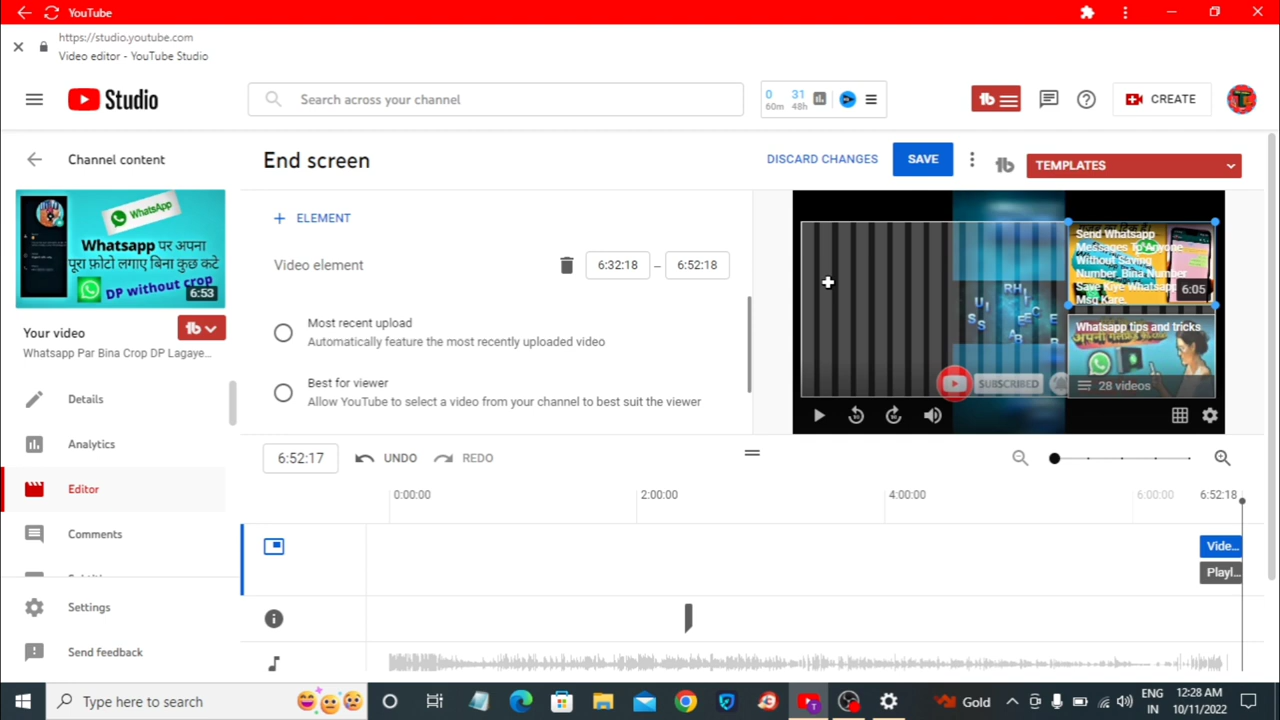 YouTube
https://studio.youtube.com
Video editor - YouTube Studio
Studio
Search across your channel
0
60m
31
48h
tb
CREATE
Channel content
End screen
DISCARD CHANGES
SAVE
tb
TEMPLATES
WhatsApp
Whatsapp पर अपना
पूरा फ़ोटो लगाए बिना कुछ कटे
DP without crop
6:53
ELEMENT
Video element
6:32:18 – 6:52:18
Most recent upload
Automatically feature the most recently uploaded video
Best for viewer
Allow YouTube to select a video from your channel to best suit the viewer
Send Whatsapp
Messages To Anyone
Without Saving
Number_Bina Number
Save Kiye Whatsapp
Msg Kare.
6:05
Whatsapp tips and tricks
28 videos
SUBSCRIBED
Your video
tb
Whatsapp Par Bina Crop DP Lagaye...
Details
Analytics
Editor
Comments
Settings
Send feedback
6:52:17
UNDO
REDO
0:00:00
2:00:00
4:00:00
6:00:00
6:52:18
Vide...
Playl...
Type here to search
Gold
ENG
IN
12:28 AM
10/11/2022